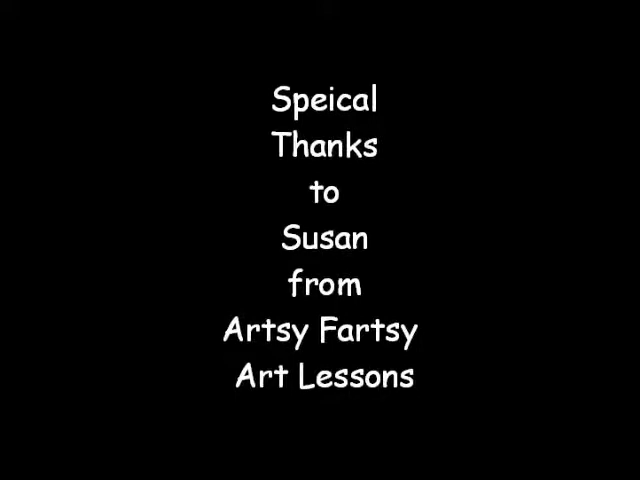 Speical
Thanks
to
Susan
from
Artsy Fartsy
Art Lessons